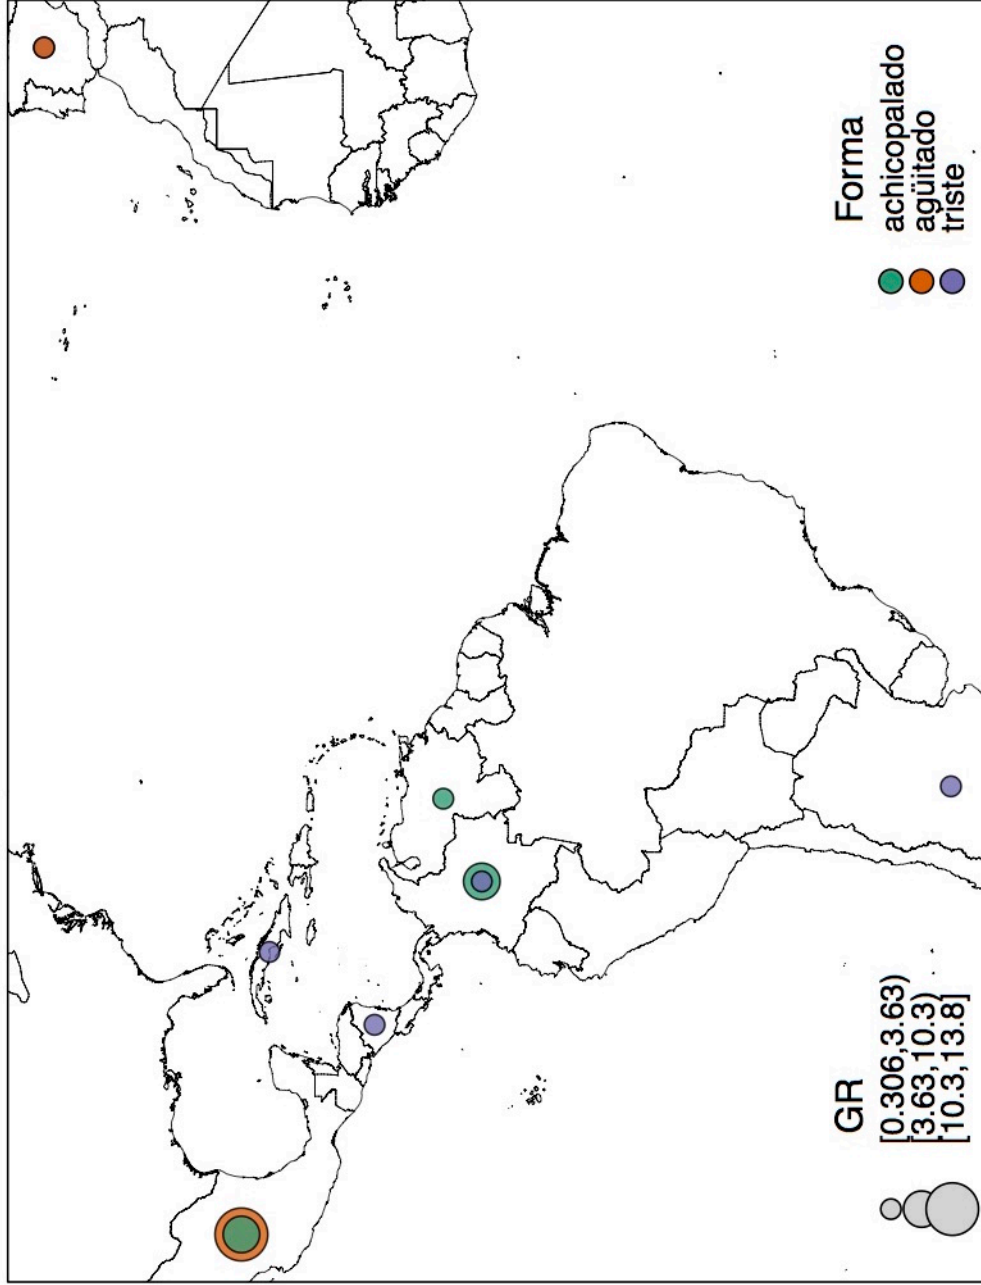 GR
[0.306,3.63)
[3.63,10.3)
[10.3,13.8]
Forma
achicopalado
agüitado
triste